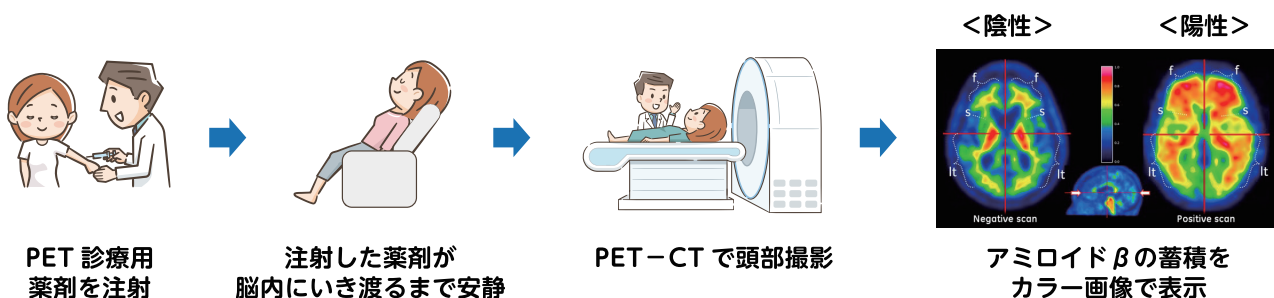 ＜陰性＞
＜陽性＞
f
f
f
f
s
s
s
s
lt
lt
lt
lt
Negative scan
Positive scan
PET 診療用
薬剤を注射
注射した薬剤が
脳内にいき渡るまで安静
PET－CT で頭部撮影
アミロイドβの蓄積を
カラー画像で表示